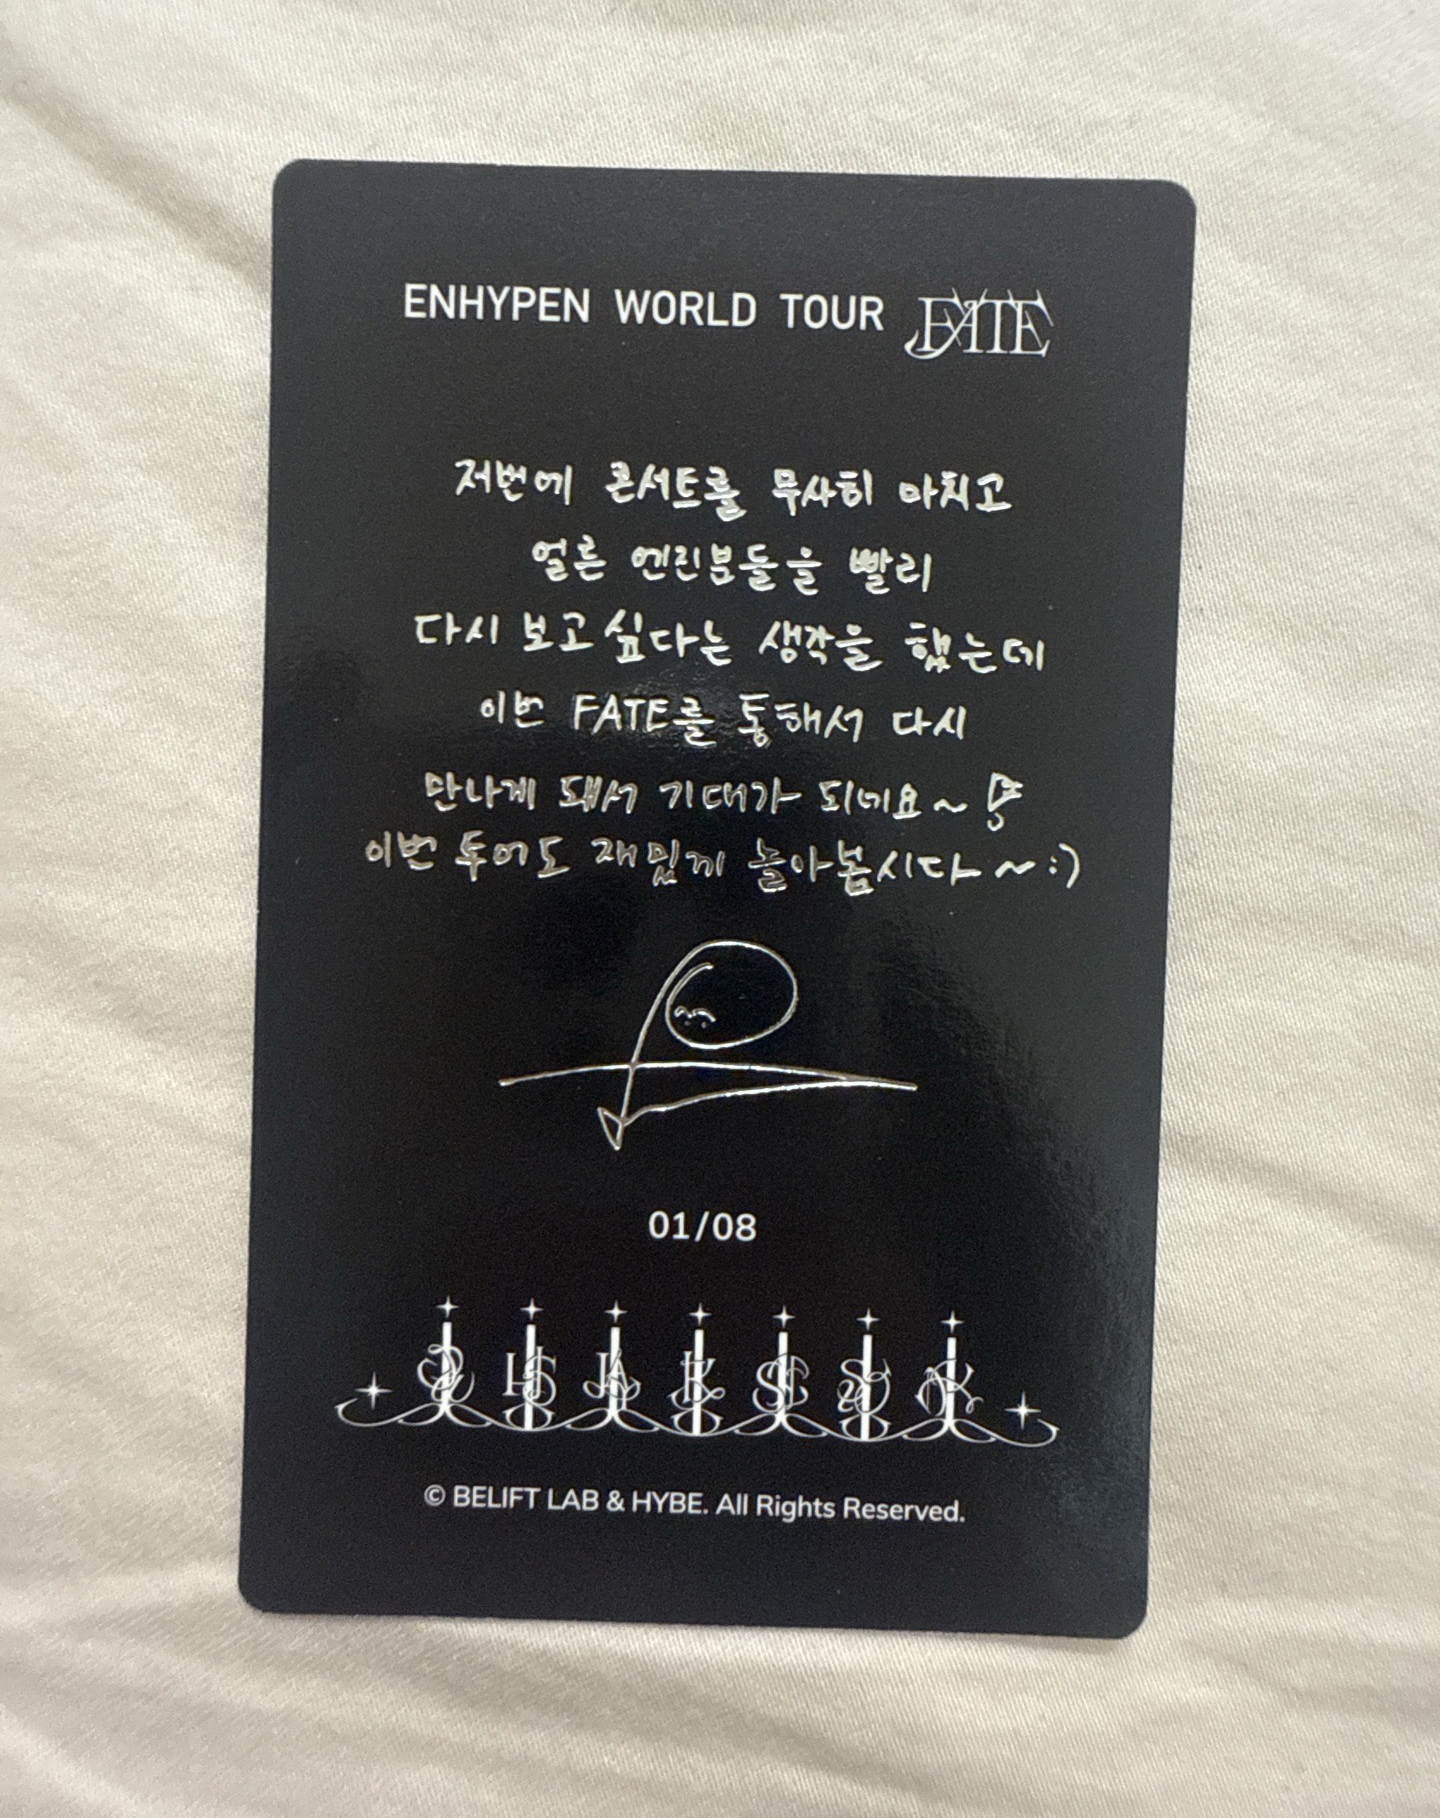 ENHYPEN WORLD TOUR FATE
저번에 콘서트를 무사히 마치고
얼른 엔진분들을 빨리
다시 보고싶다는 생각을 했는데
이번 FATE를 통해서 다시
만나게 돼서 기대가 되네요~
이번 투어도 재밌게 놀아봅시다~:)
01/08
© BELIFT LAB & HYBE. All Rights Reserved.